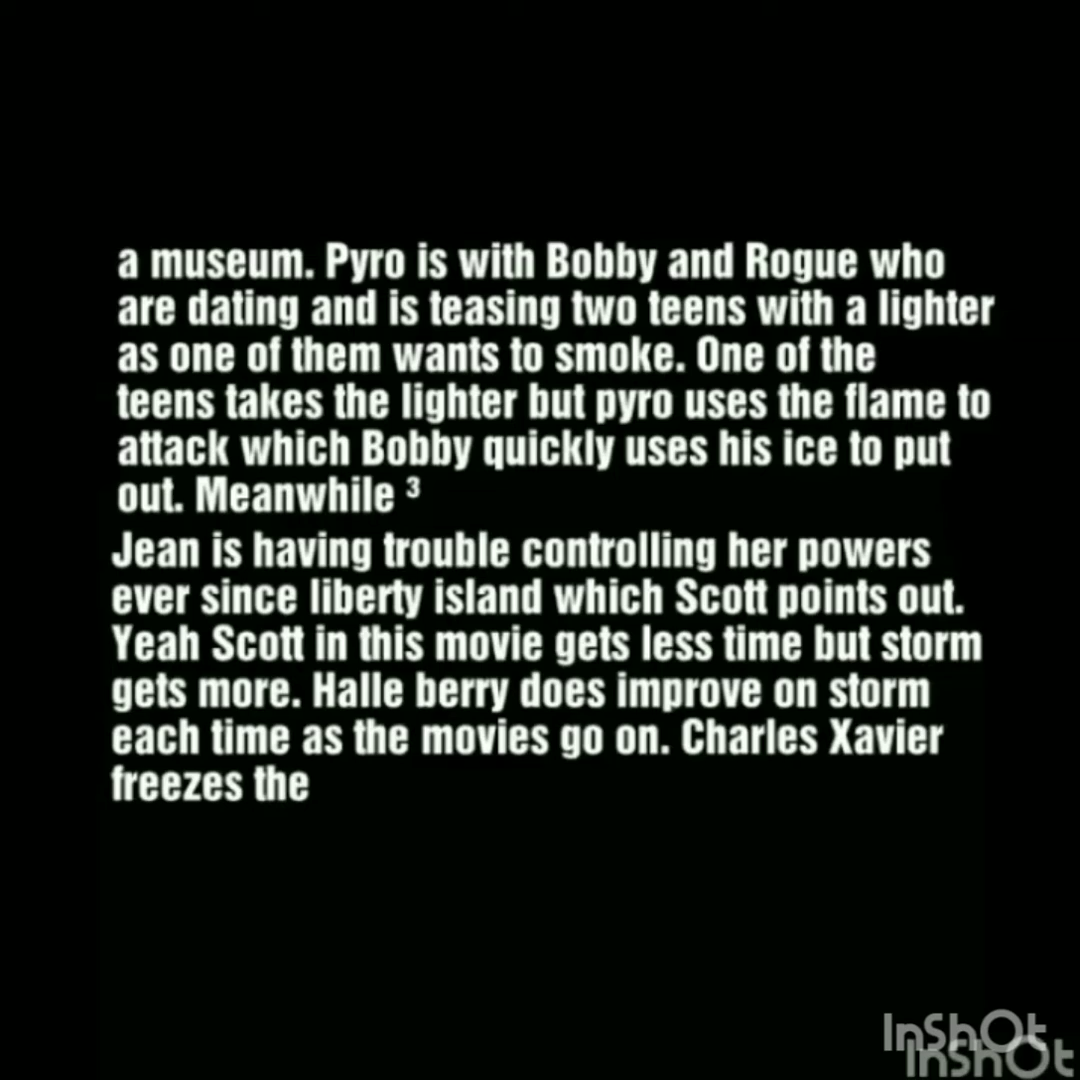 a museum. Pyro is with Bobby and Rogue who
are dating and is teasing two teens with a lighter
as one of them wants to smoke. One of the
teens takes the lighter but pyro uses the flame to
attack which Bobby quickly uses his ice to put
out. Meanwhile ³
Jean is having trouble controlling her powers
ever since liberty island which Scott points out.
Yeah Scott in this movie gets less time but storm
gets more. Halle berry does improve on storm
each time as the movies go on. Charles Xavier
freezes the
InShOt
InShOt